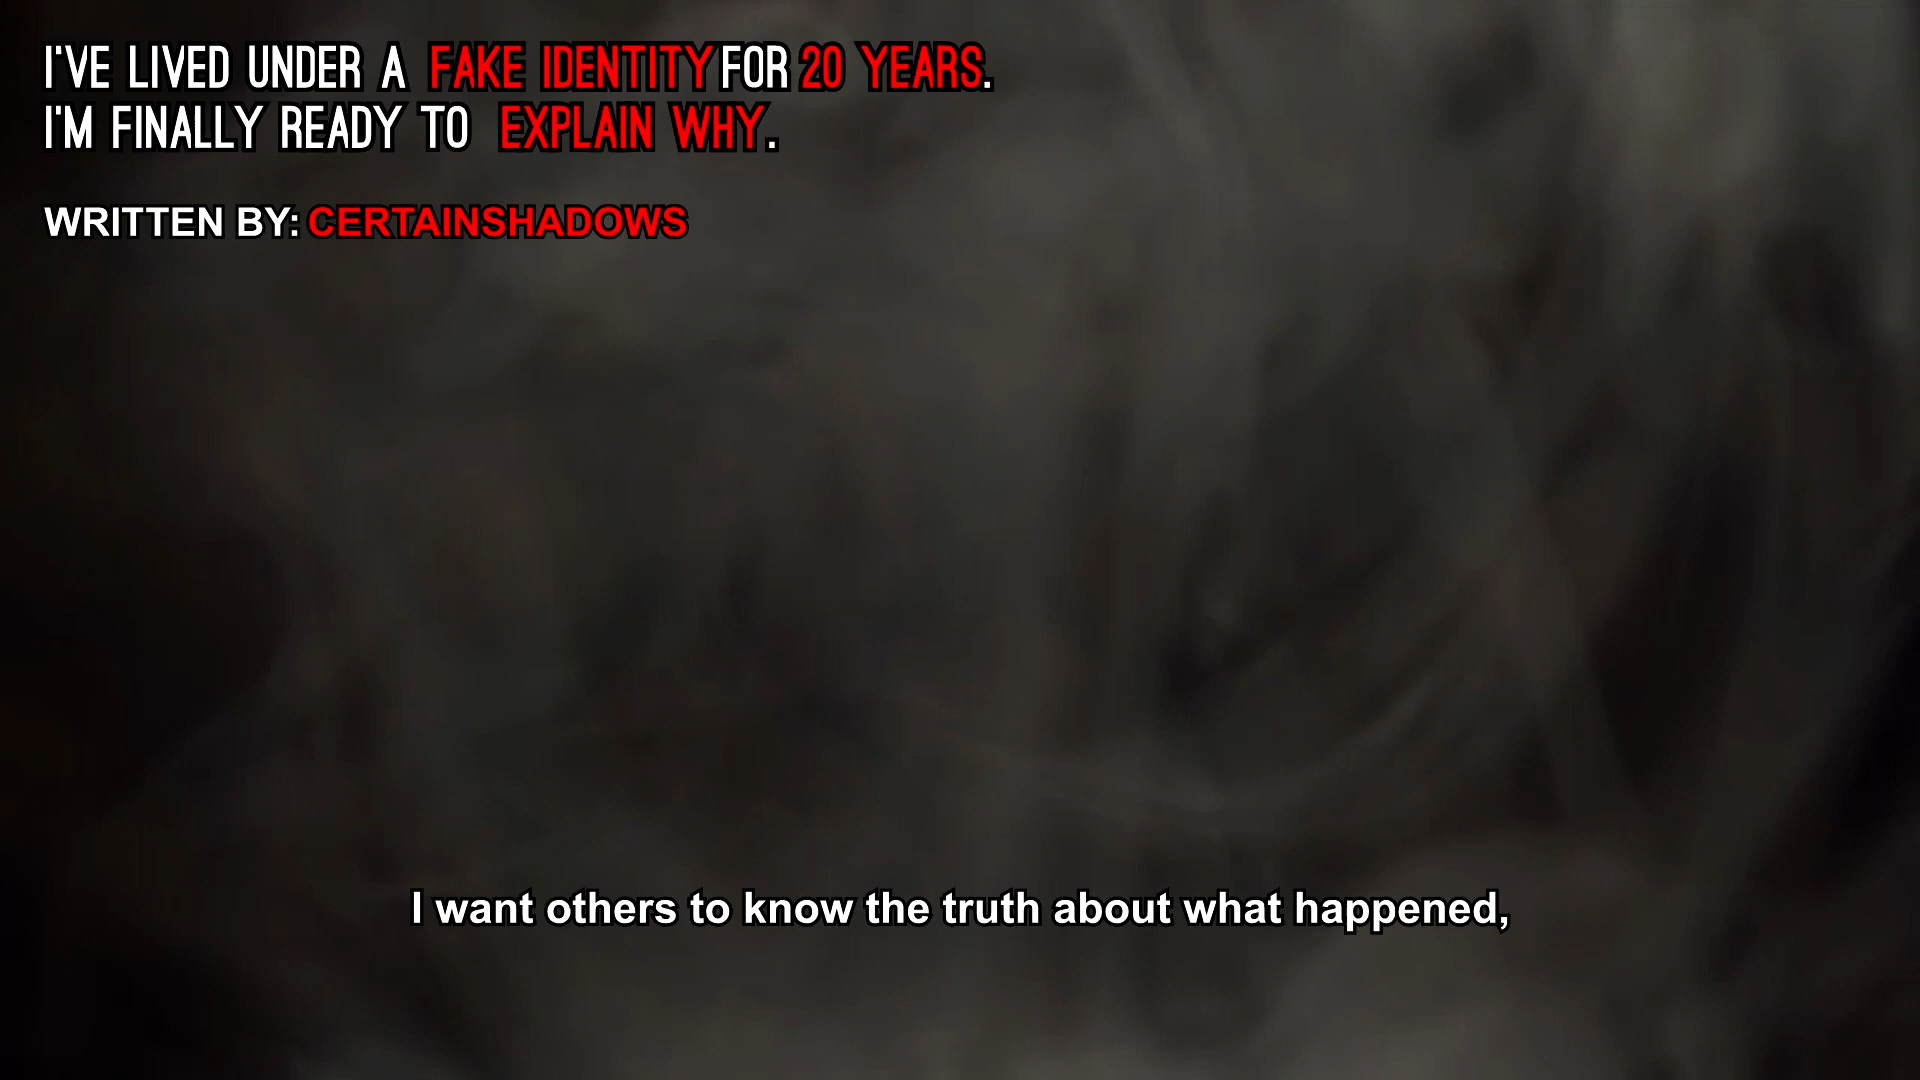 I'VE LIVED UNDER A FAKE IDENTITY FOR 20 YEARS.
I'M FINALLY READY TO EXPLAIN WHY.
WRITTEN BY: CERTAINSHADOWS
I want others to know the truth about what happened,